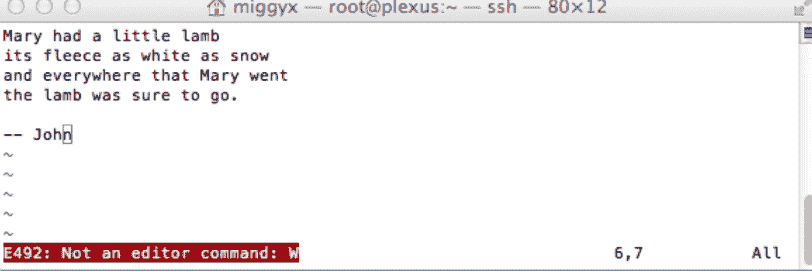 miggyx — root@plexus:~ — ssh — 80×12
Mary had a little lamb
its fleece as white as snow
and everywhere that Mary went
the lamb was sure to go.
-- John
~
~
~
~
~
E492: Not an editor command: W 6,7 All